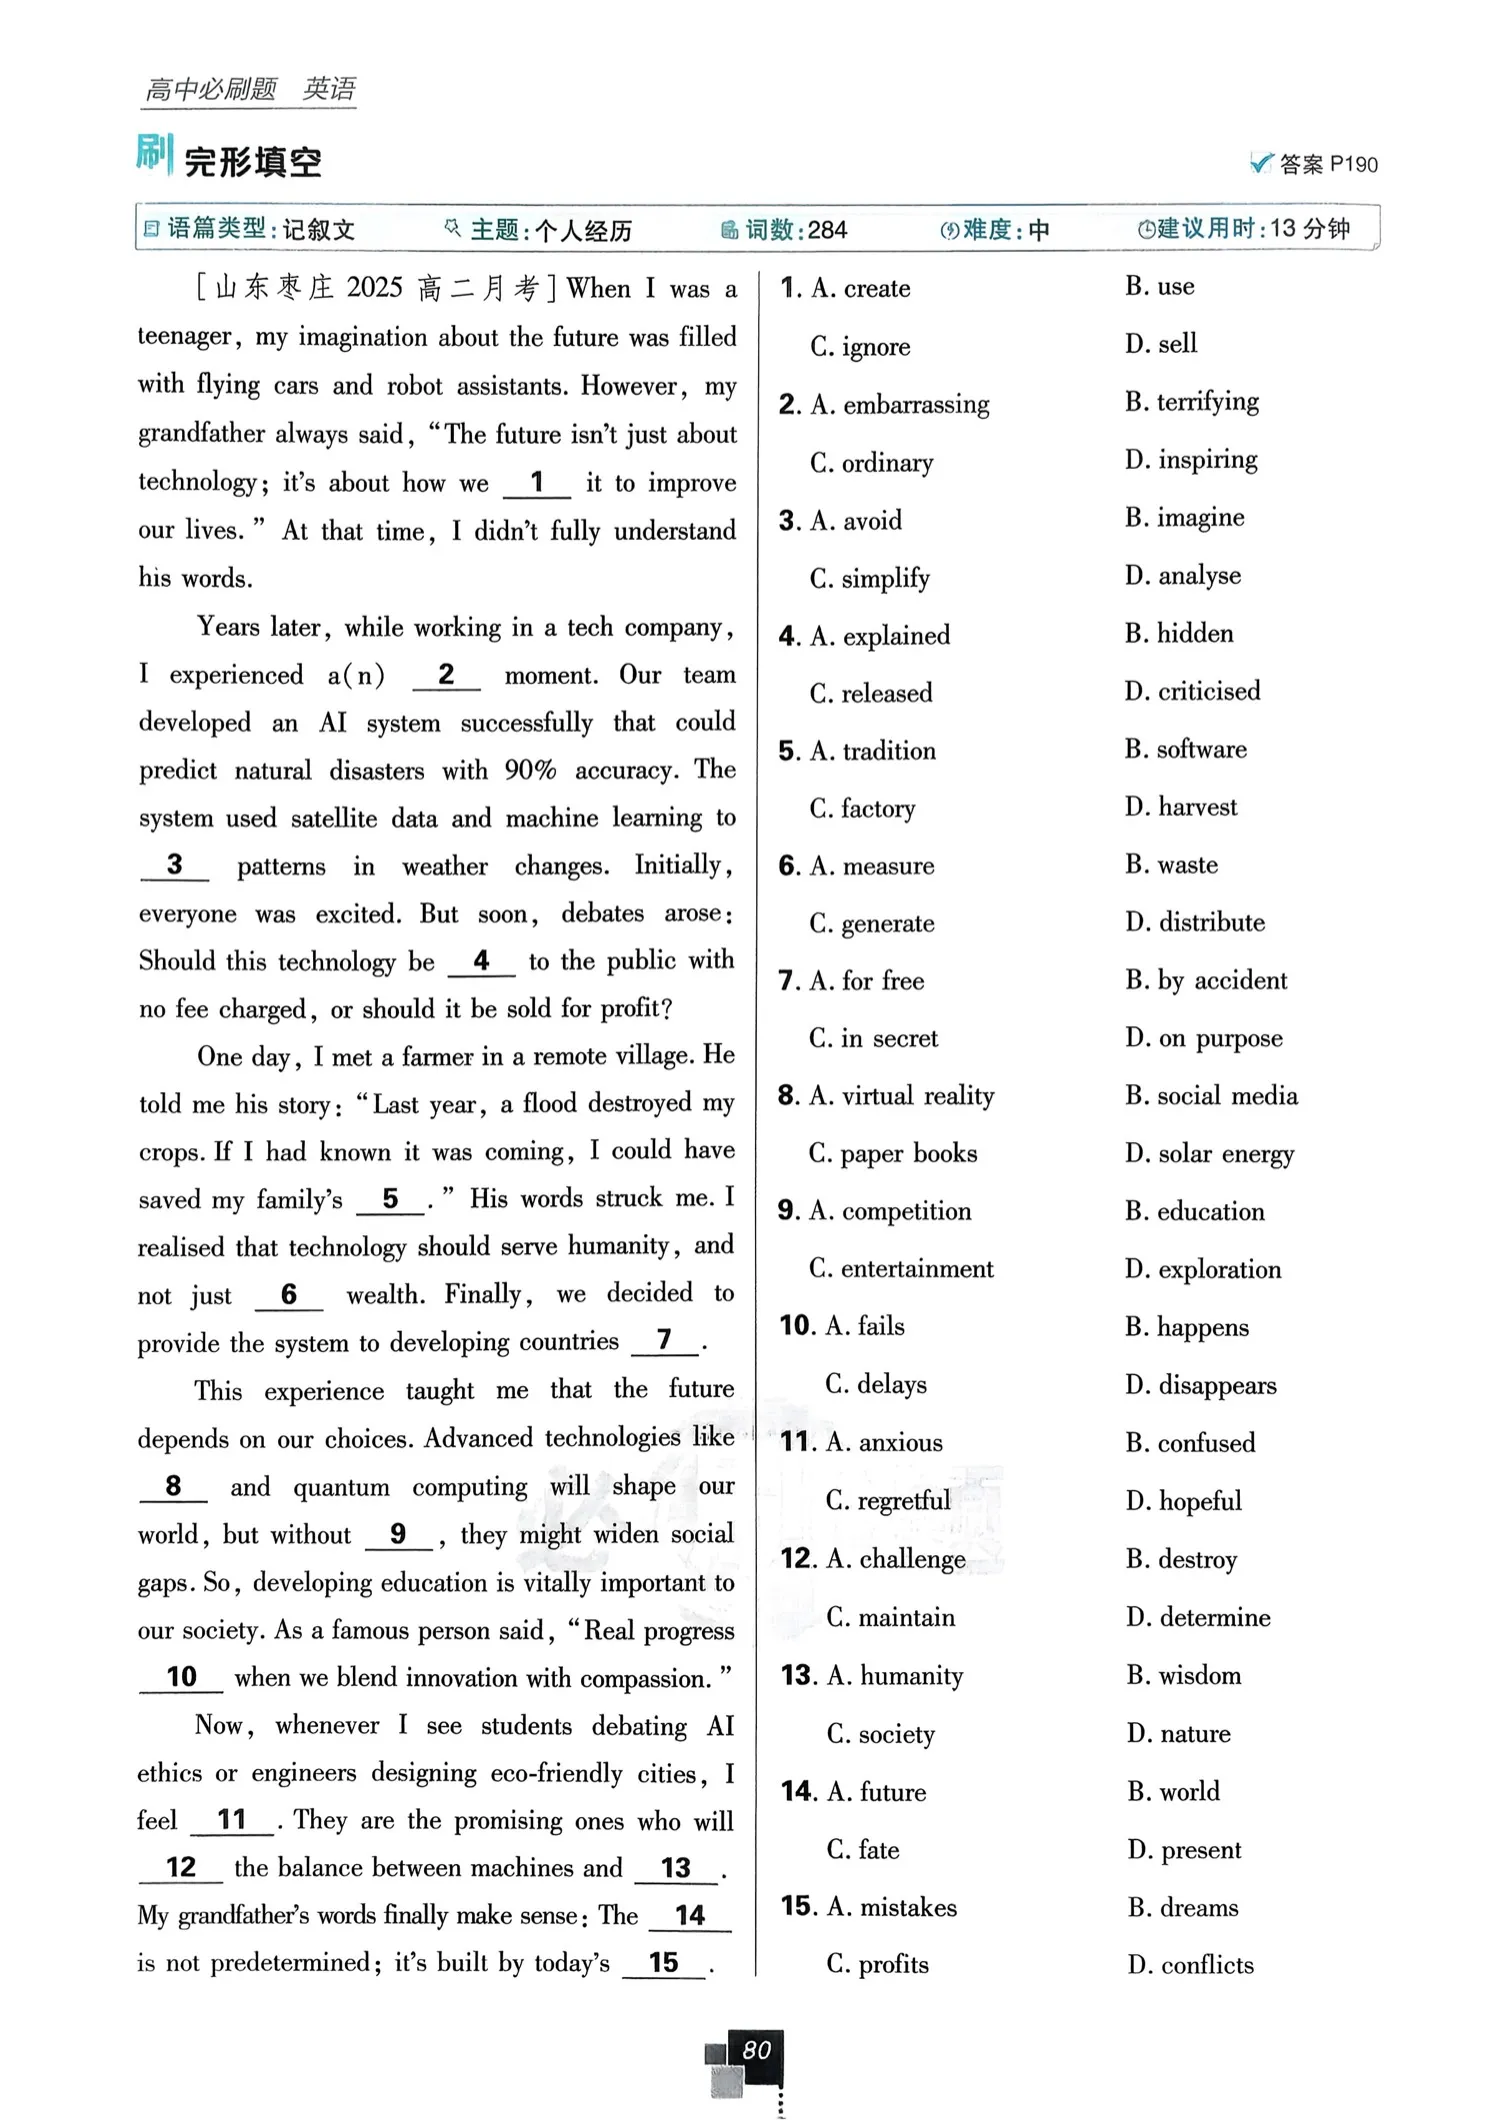 高中必刷题 英语
刷 完形填空
答案 P190
语篇类型:记叙文 主题:个人经历 词数:284 难度:中 建议用时:13 分钟
[山东枣庄 2025 高二月考] When I was a
teenager, my imagination about the future was filled
with flying cars and robot assistants. However, my
grandfather always said, “The future isn’t just about
technology; it’s about how we 1 it to improve
our lives.” At that time, I didn’t fully understand
his words.
Years later, while working in a tech company,
I experienced a(n) 2 moment. Our team
developed an AI system successfully that could
predict natural disasters with 90% accuracy. The
system used satellite data and machine learning to
3 patterns in weather changes. Initially,
everyone was excited. But soon, debates arose:
Should this technology be 4 to the public with
no fee charged, or should it be sold for profit?
One day, I met a farmer in a remote village. He
told me his story: “Last year, a flood destroyed my
crops. If I had known it was coming, I could have
saved my family’s 5 .” His words struck me. I
realised that technology should serve humanity, and
not just 6 wealth. Finally, we decided to
provide the system to developing countries 7 .
This experience taught me that the future
depends on our choices. Advanced technologies like
8 and quantum computing will shape our
world, but without 9 , they might widen social
gaps. So, developing education is vitally important to
our society. As a famous person said, “Real progress
10 when we blend innovation with compassion.”
Now, whenever I see students debating AI
ethics or engineers designing eco-friendly cities, I
feel 11 . They are the promising ones who will
12 the balance between machines and 13 .
My grandfather’s words finally make sense: The 14
is not predetermined; it’s built by today’s 15 .
1. A. create B. use
C. ignore D. sell
2. A. embarrassing B. terrifying
C. ordinary D. inspiring
3. A. avoid B. imagine
C. simplify D. analyse
4. A. explained B. hidden
C. released D. criticised
5. A. tradition B. software
C. factory D. harvest
6. A. measure B. waste
C. generate D. distribute
7. A. for free B. by accident
C. in secret D. on purpose
8. A. virtual reality B. social media
C. paper books D. solar energy
9. A. competition B. education
C. entertainment D. exploration
10. A. fails B. happens
C. delays D. disappears
11. A. anxious B. confused
C. regretful D. hopeful
12. A. challenge B. destroy
C. maintain D. determine
13. A. humanity B. wisdom
C. society D. nature
14. A. future B. world
C. fate D. present
15. A. mistakes B. dreams
C. profits D. conflicts
80